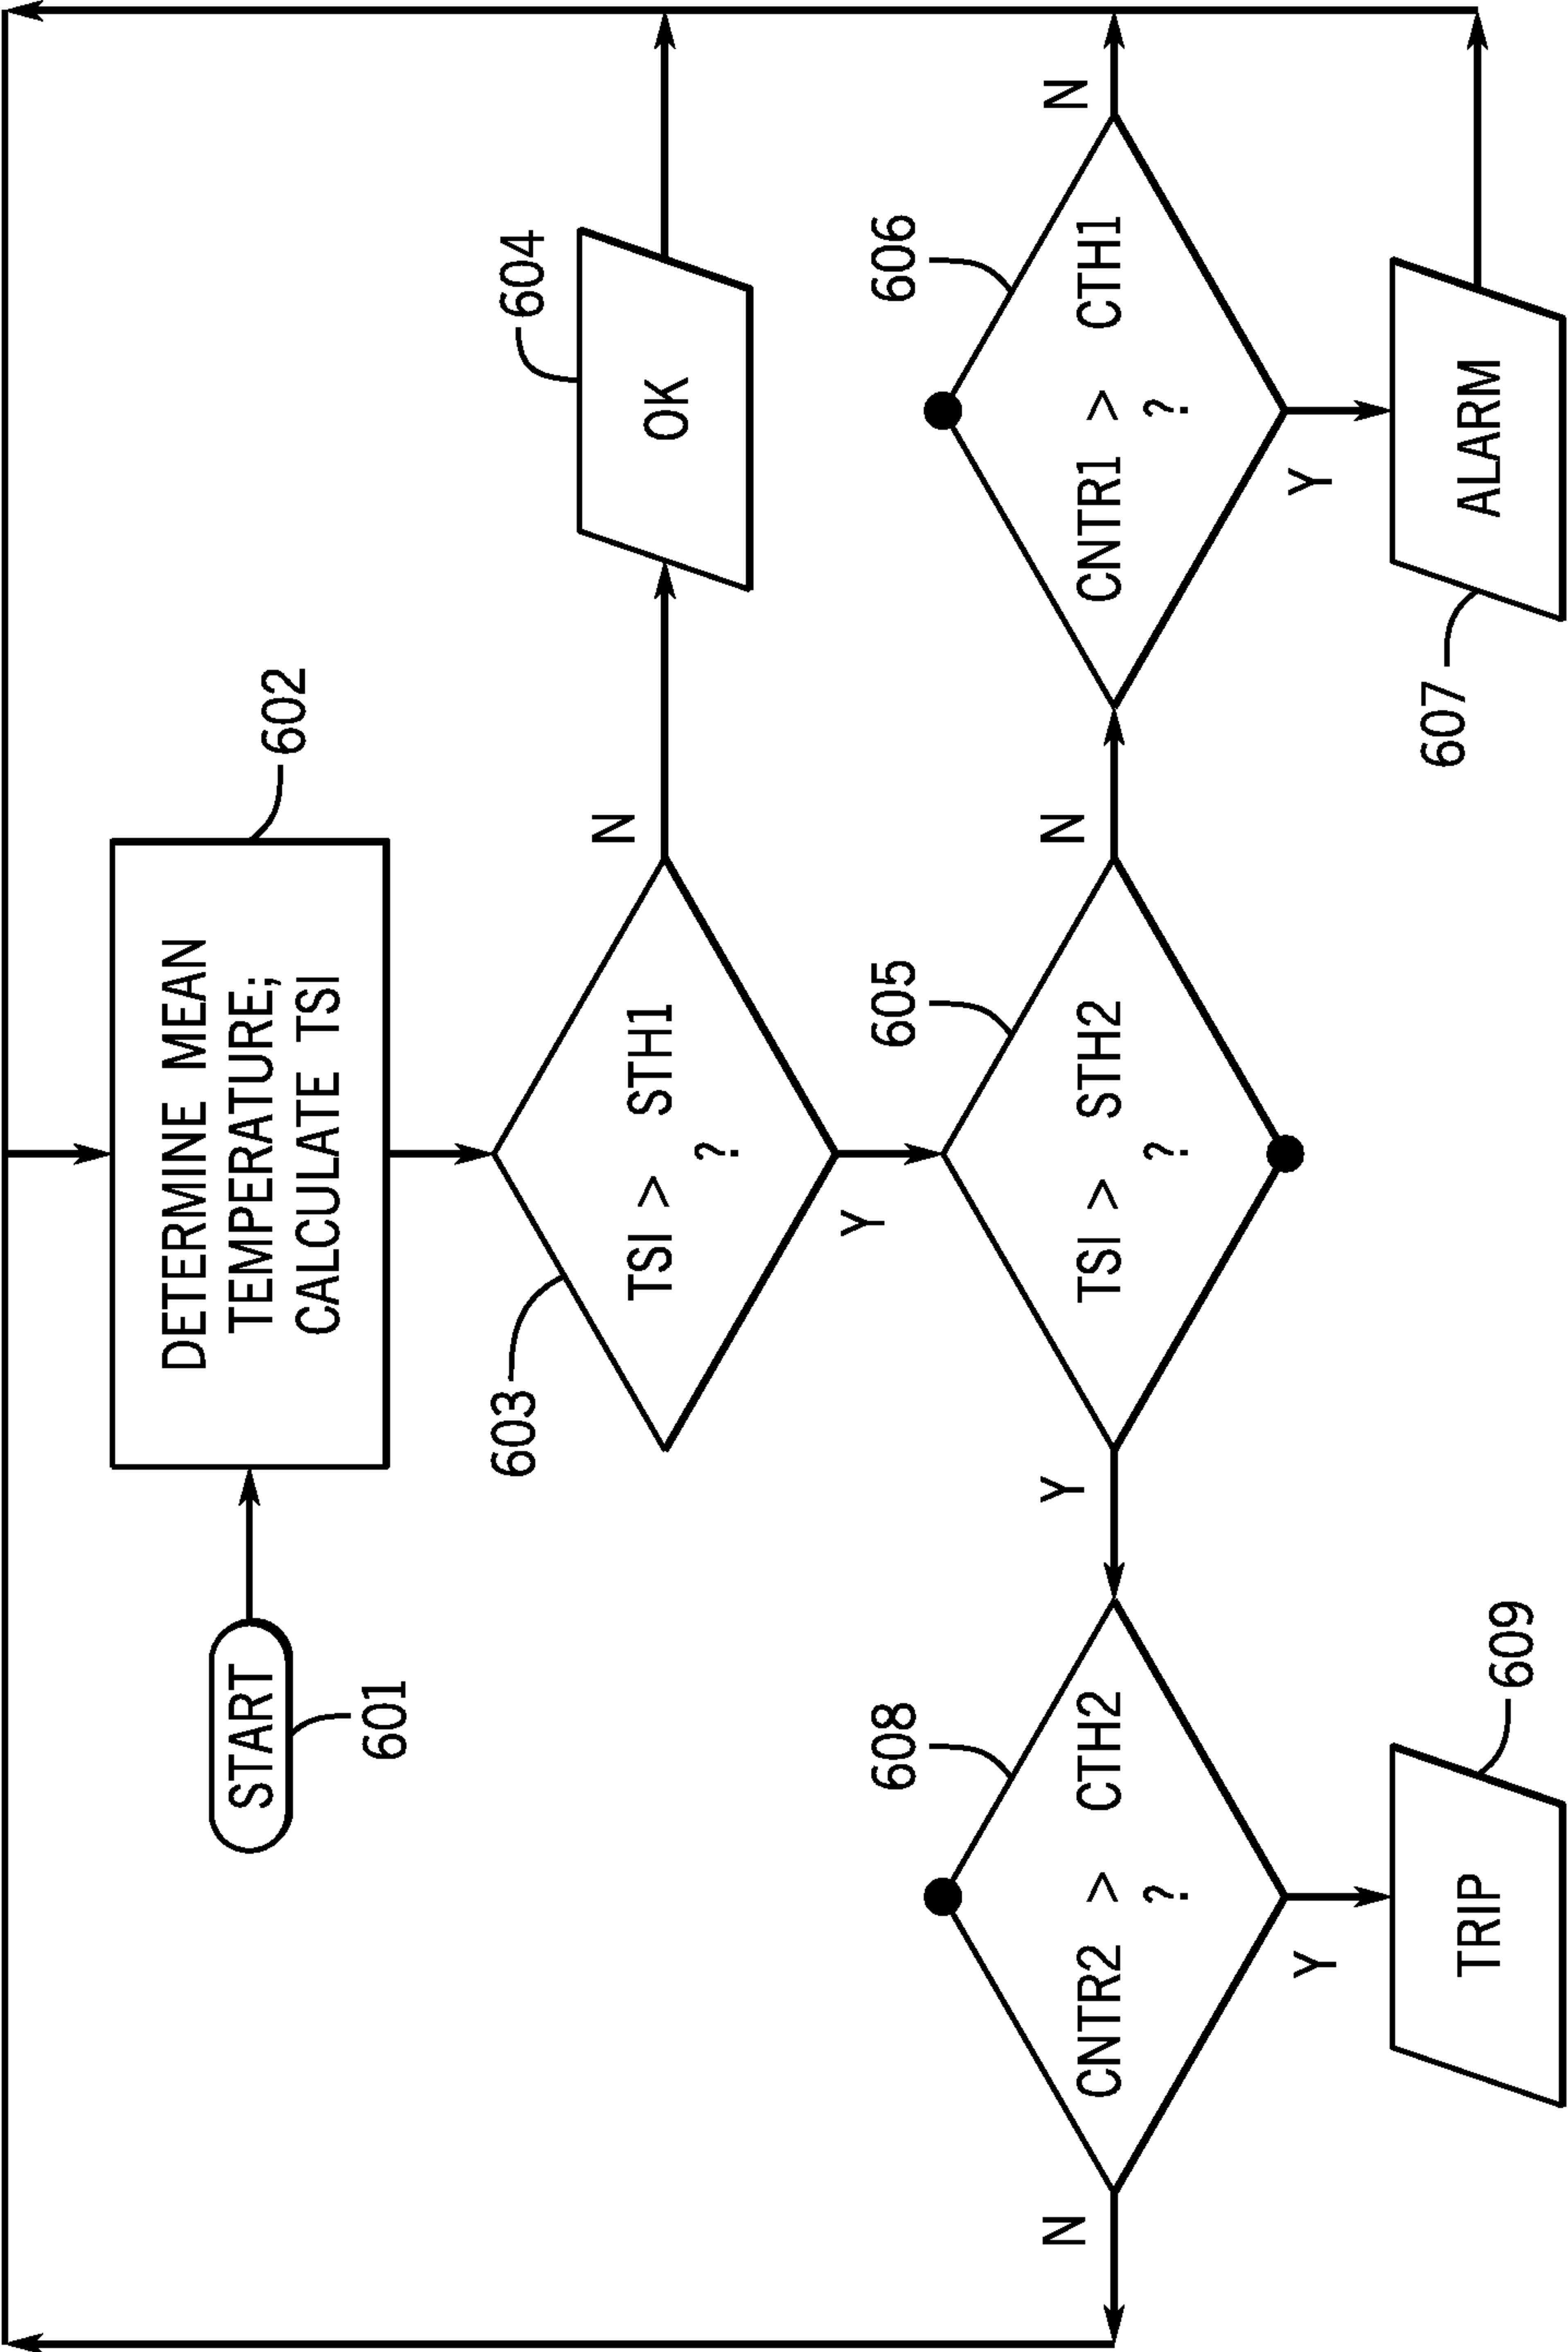 START
601
DETERMINE MEAN
TEMPERATURE;
CALCULATE TSI
602
603
TSI > STH1
?
N
Y
604
OK
605
TSI > STH2
?
Y
N
608
CNTR2 > CTH2
?
N
Y
606
CNTR1 > CTH1
?
N
Y
TRIP
609
607
ALARM